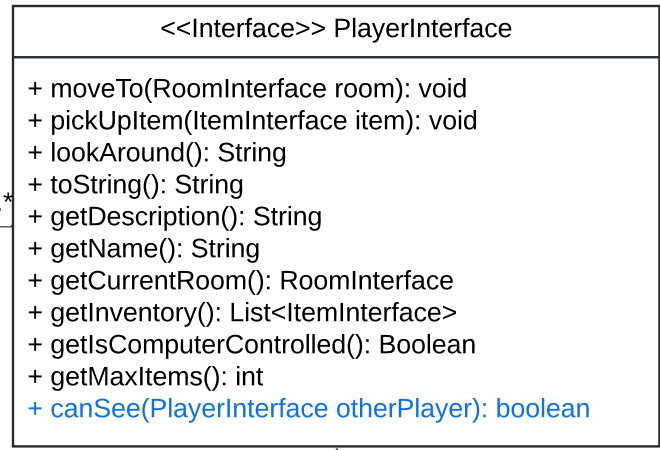 <<Interface>> PlayerInterface
+ moveTo(RoomInterface room): void
+ pickUpItem(ItemInterface item): void
+ lookAround(): String
+ toString(): String
*
+ getDescription(): String
+ getName(): String
+ getCurrentRoom(): RoomInterface
+ getInventory(): List<ItemInterface>
+ getIsComputerControlled(): Boolean
+ getMaxItems(): int
+ canSee(PlayerInterface otherPlayer): boolean